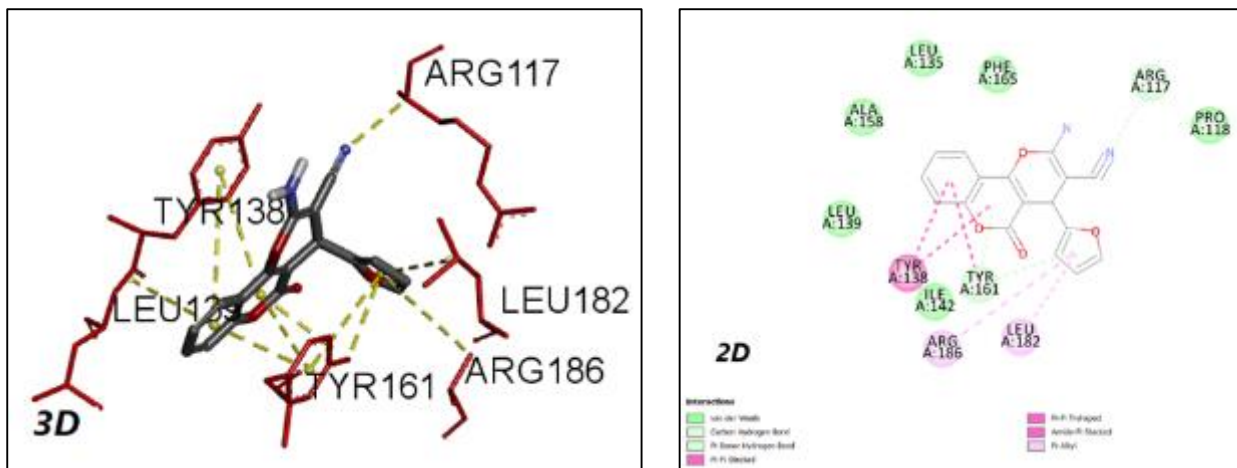 ARG117
TYR138
LEU139
LEU182
TYR161
ARG186
3D
LEU
A:135
PHE
A:165
ARG
A:117
ALA
A:158
PRO
A:118
N
N
O
LEU
A:139
O
O
O
TYR
A:138
TYR
A:161
ILE
A:142
ARG
A:186
LEU
A:182
2D
Interactions
van der Waals
Carbon Hydrogen Bond
Pi-Donor Hydrogen Bond
Pi-Pi Stacked
Pi-Pi T-shaped
Amide-Pi Stacked
Pi-Alkyl